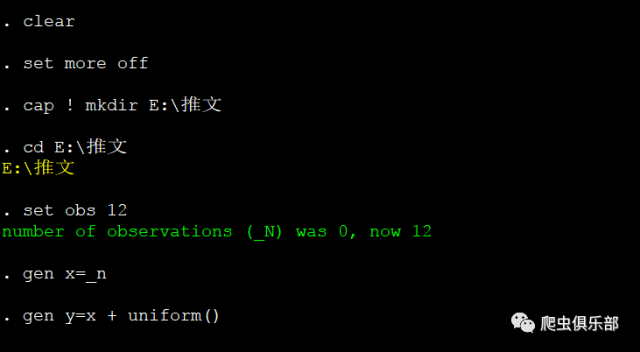 . clear
. set more off
. cap ! mkdir E:\推文
. cd E:\推文
E:\推文
. set obs 12
number of observations (_N) was 0, now 12
. gen x=_n
. gen y=x + uniform()
爬虫俱乐部